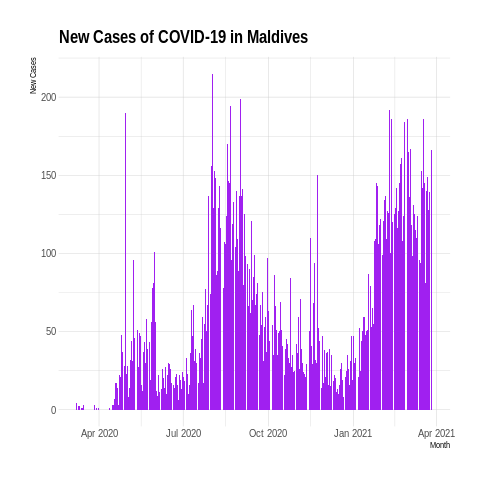 New Cases of COVID-19 in Maldives
New Cases
200
150
100
50
0
Apr 2020
Jul 2020
Oct 2020
Jan 2021
Apr 2021
Month